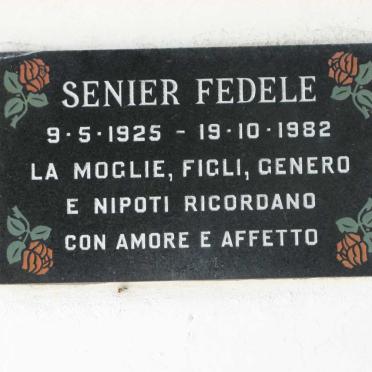 SENIER FEDELE
9·5·1925 - 19·10·1982
LA MOGLIE, FIGLI, GENERO
E NIPOTI RICORDANO
CON AMORE E AFFETTO